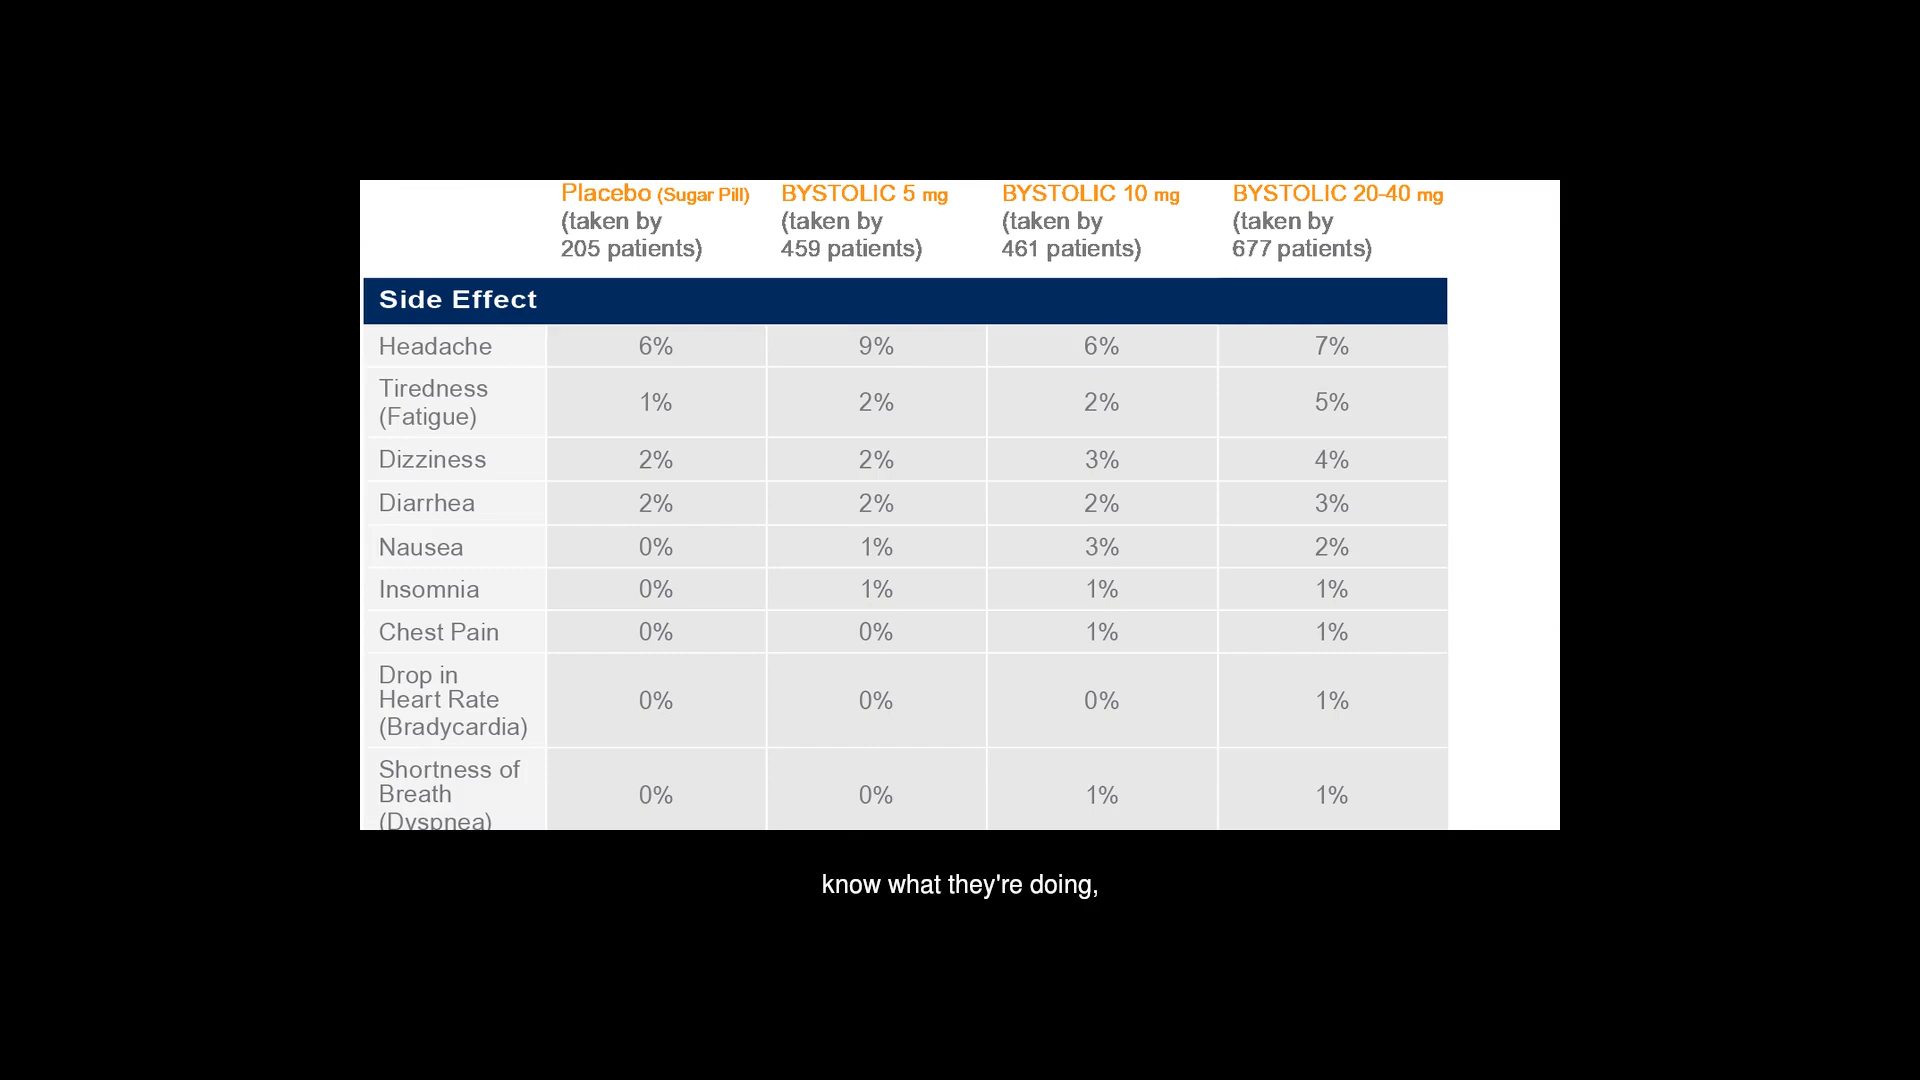 Placebo (Sugar Pill) BYSTOLIC 5 mg BYSTOLIC 10 mg BYSTOLIC 20-40 mg
(taken by (taken by (taken by (taken by
205 patients) 459 patients) 461 patients) 677 patients)
Side Effect
Headache 6% 9% 6% 7%
Tiredness
(Fatigue) 1% 2% 2% 5%
Dizziness 2% 2% 3% 4%
Diarrhea 2% 2% 2% 3%
Nausea 0% 1% 3% 2%
Insomnia 0% 1% 1% 1%
Chest Pain 0% 0% 1% 1%
Drop in
Heart Rate 0% 0% 0% 1%
(Bradycardia)
Shortness of
Breath 0% 0% 1% 1%
(Dyspnea)
know what they're doing,